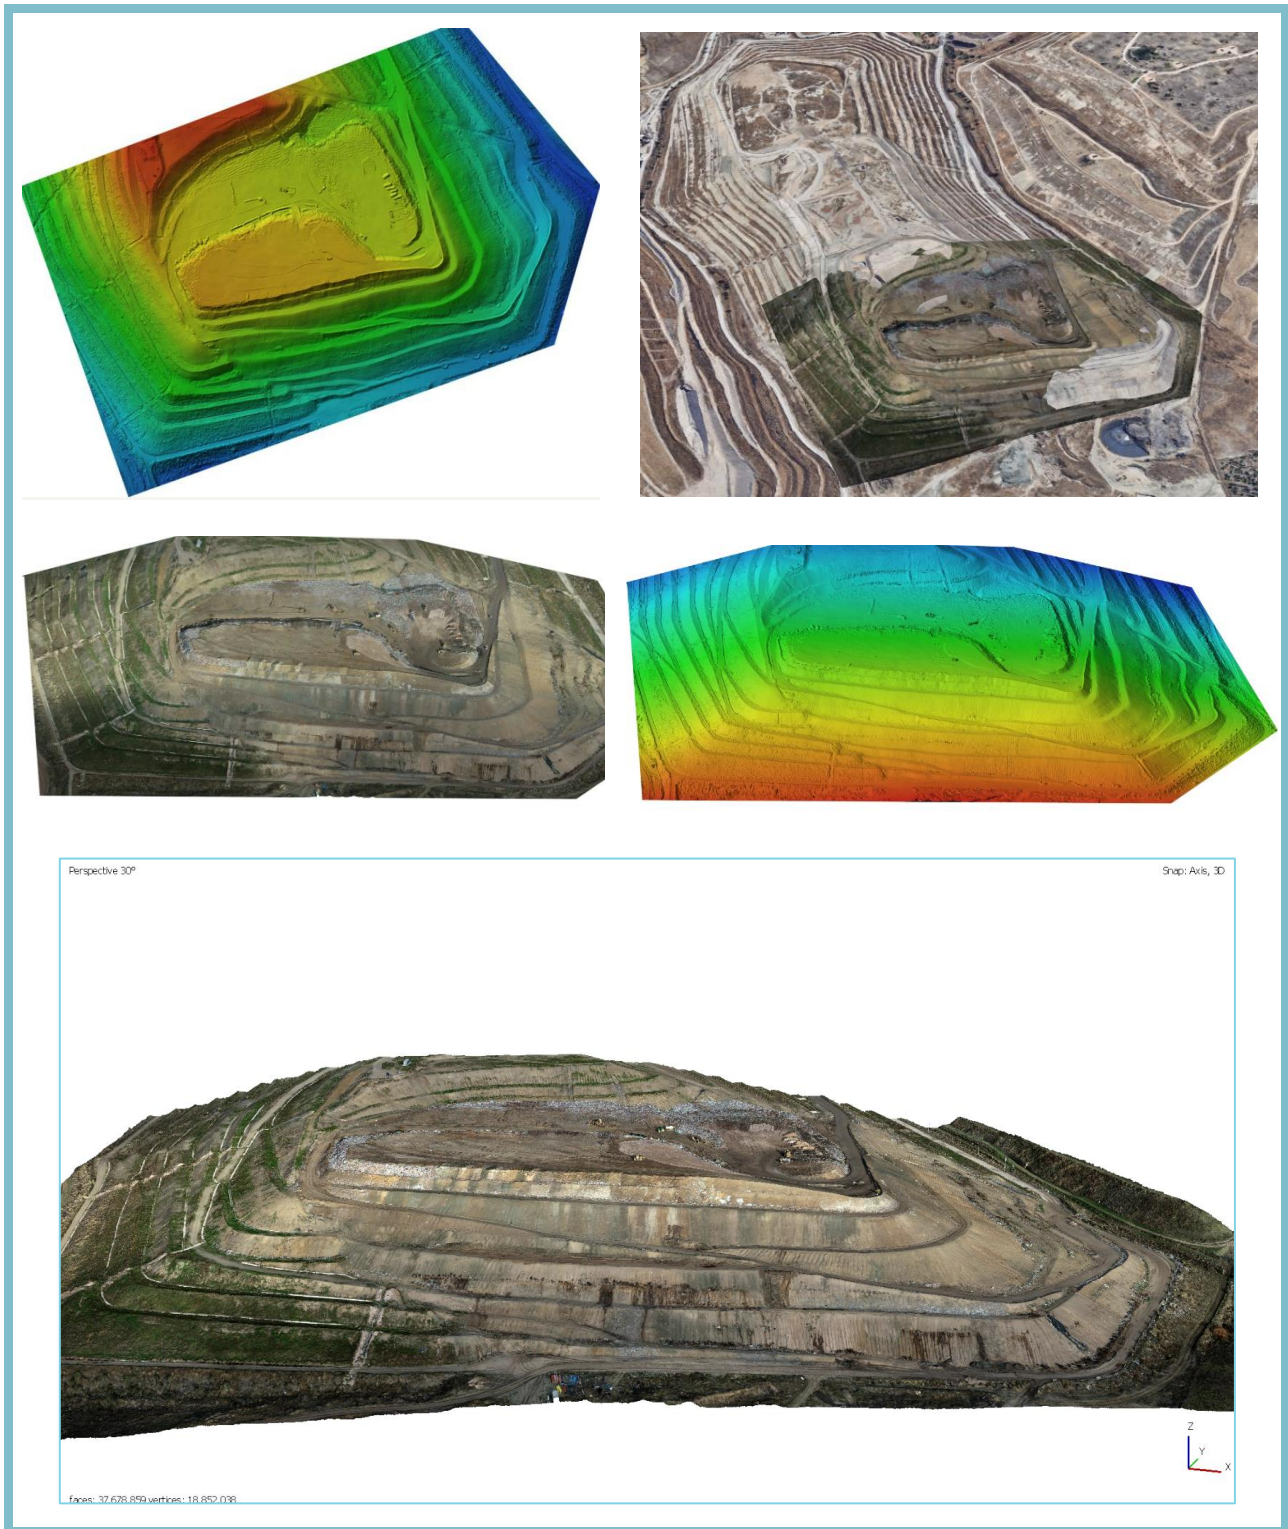 Perspective 30°
Snap: Axis, 3D
Z
Y
X
faces: 37,678,859 vertices: 18,852,038